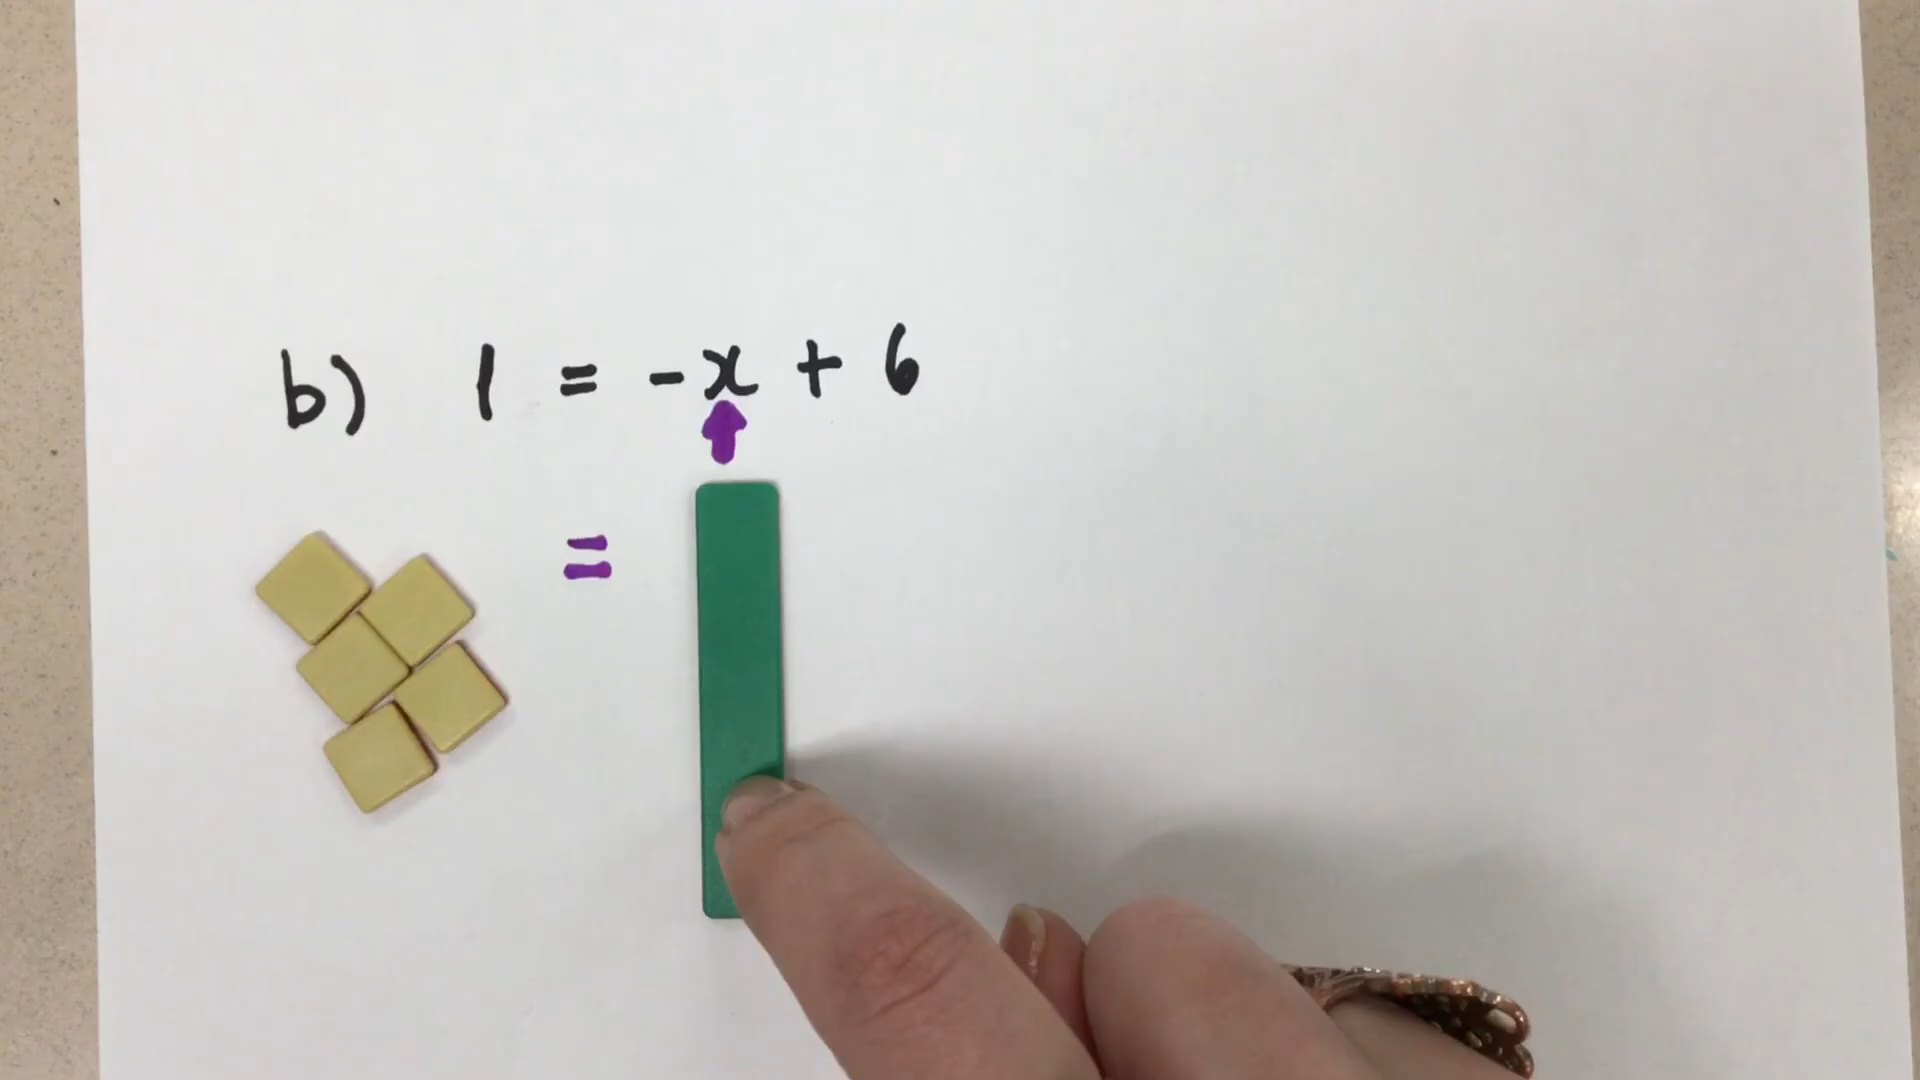 b) 1 = -x + 6
=